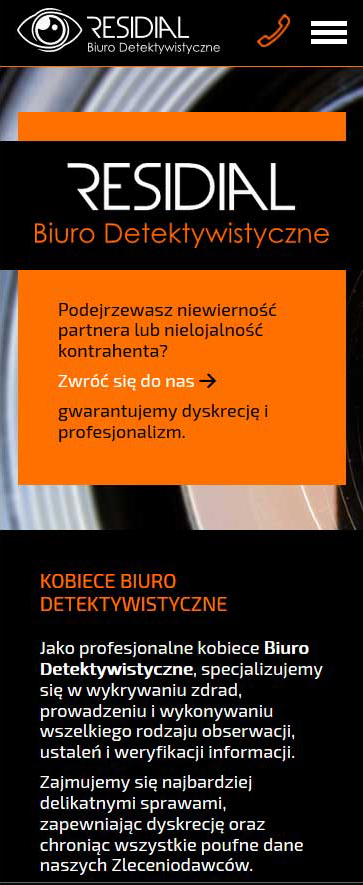 RESIDIAL
Biuro Detektywistyczne
RESIDIAL
Biuro Detektywistyczne
Podejrzewasz niewierność
partnera lub nielojalność
kontrahenta?
Zwróć się do nas →
gwarantujemy dyskrecję i
profesjonalizm.
KOBIECE BIURO
DETEKTYWISTYCZNE
Jako profesjonalne kobiece Biuro
Detektywistyczne, specjalizujemy
się w wykrywaniu zdrad,
prowadzeniu i wykonywaniu
wszelkiego rodzaju obserwacji,
ustaleń i weryfikacji informacji.
Zajmujemy się najbardziej
delikatnymi sprawami,
zapewniając dyskrecję oraz
chroniąc wszystkie poufne dane
naszych Zleceniodawców.